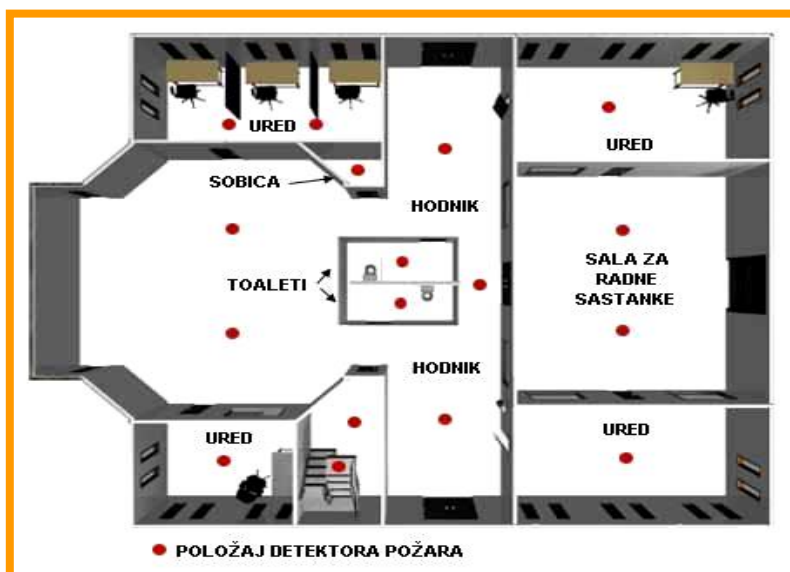 URED
URED
SOBICA
HODNIK
SALA ZA
RADNE
SASTANKE
TOALETI
HODNIK
URED
URED
POLOŽAJ DETEKTORA POŽARA